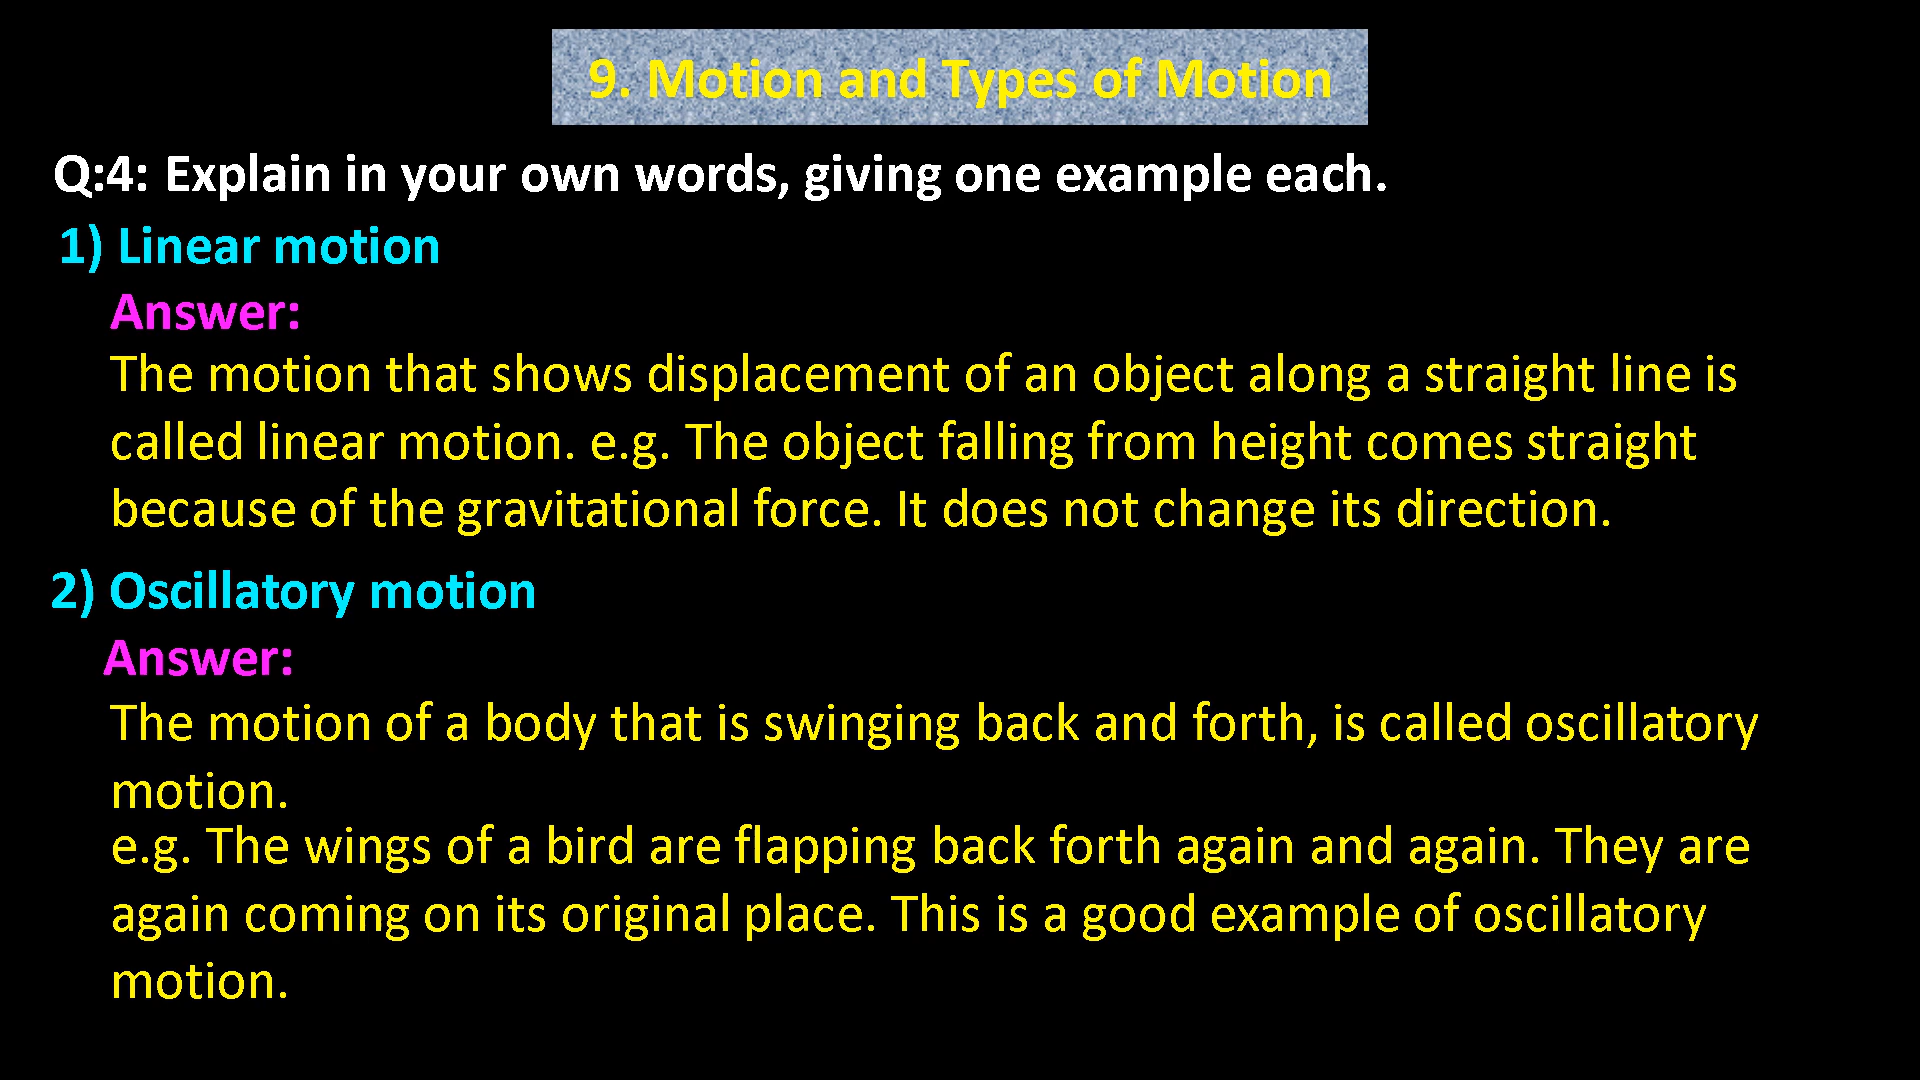 9. Motion and Types of Motion
Q:4: Explain in your own words, giving one example each.
1) Linear motion
Answer:
The motion that shows displacement of an object along a straight line is
called linear motion. e.g. The object falling from height comes straight
because of the gravitational force. It does not change its direction.
2) Oscillatory motion
Answer:
The motion of a body that is swinging back and forth, is called oscillatory
motion.
e.g. The wings of a bird are flapping back forth again and again. They are
again coming on its original place. This is a good example of oscillatory
motion.